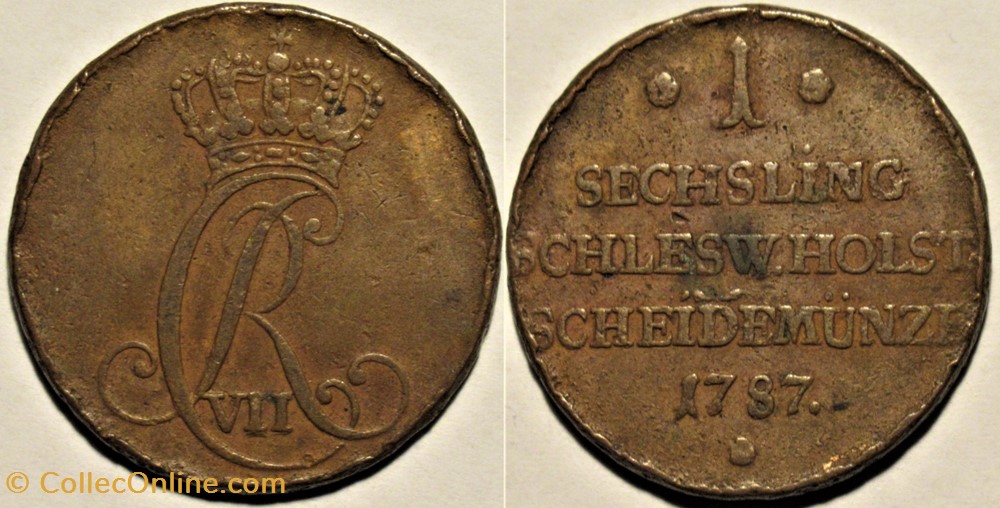 CR
VII
1
SECHSLING
SCHLESW. HOLST.
SCHEIDEMÜNZE
1787.
© CollecOnline.com